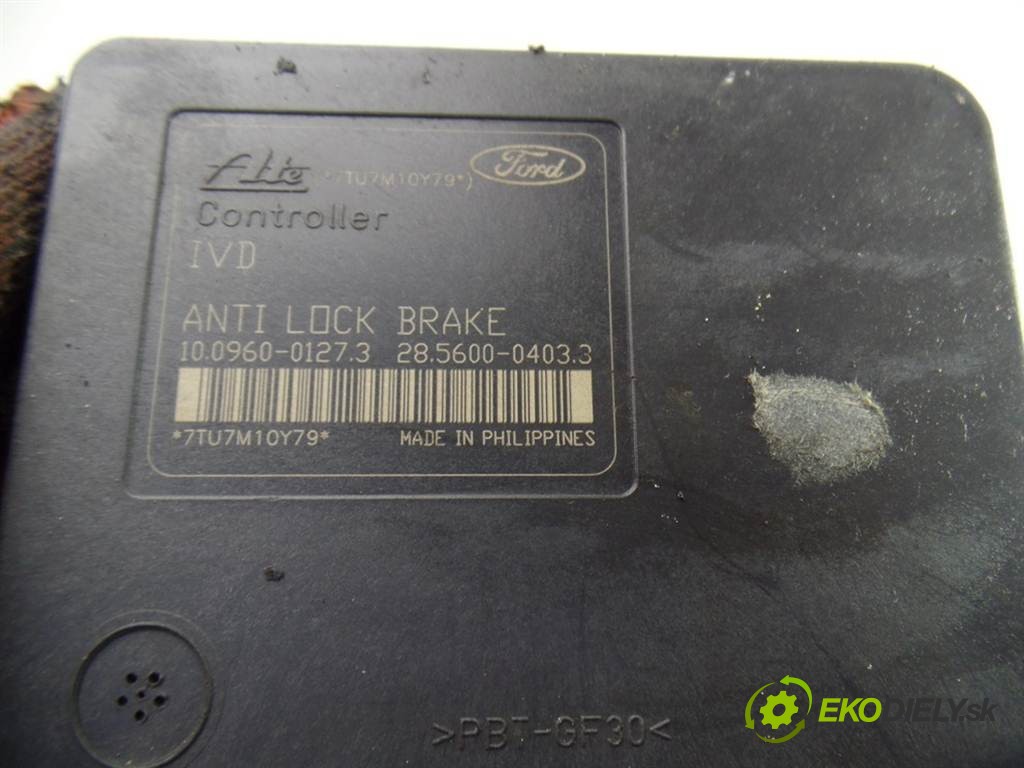 Ate *7TU7M10Y79*) Ford
Controller
IVD
ANTI LOCK BRAKE
10.0960-0127.3 28.5600-0403.3
*7TU7M10Y79* MADE IN PHILIPPINES
>PBT-GF30<
EKODIELY.sk